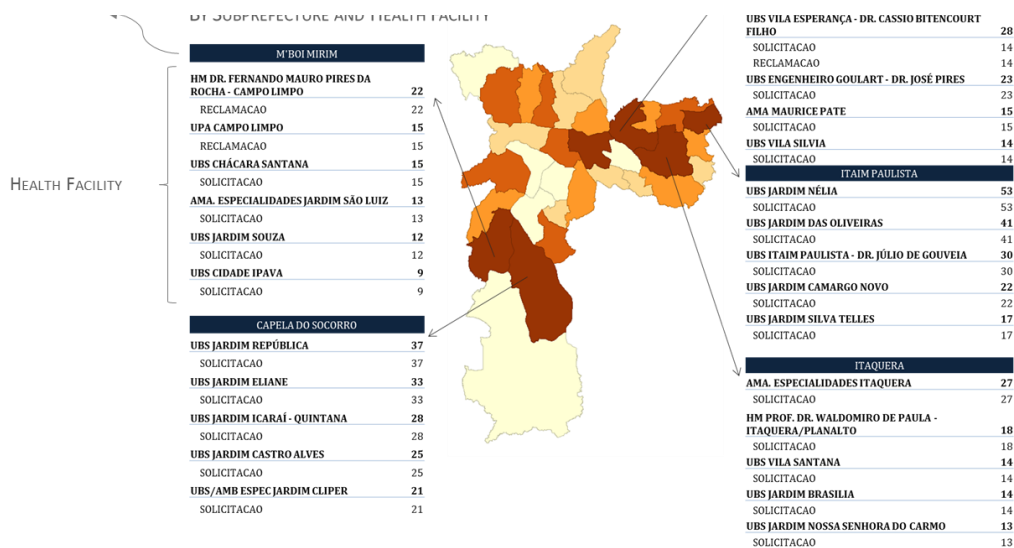 BY SUBPREFECTURE AND HEALTH FACILITY
HEALTH FACILITY
M'BOI MIRIM
HM DR. FERNANDO MAURO PIRES DA
ROCHA - CAMPO LIMPO 22
RECLAMACAO 22
UPA CAMPO LIMPO 15
RECLAMACAO 15
UBS CHÁCARA SANTANA 15
SOLICITACAO 15
AMA. ESPECIALIDADES JARDIM SÃO LUIZ 13
SOLICITACAO 13
UBS JARDIM SOUZA 12
SOLICITACAO 12
UBS CIDADE IPAVA 9
SOLICITACAO 9
CAPELA DO SOCORRO
UBS JARDIM REPÚBLICA 37
SOLICITACAO 37
UBS JARDIM ELIANE 33
SOLICITACAO 33
UBS JARDIM ICARAÍ - QUINTANA 28
SOLICITACAO 28
UBS JARDIM CASTRO ALVES 25
SOLICITACAO 25
UBS/AMB ESPEC JARDIM CLIPER 21
SOLICITACAO 21
UBS VILA ESPERANÇA - DR. CASSIO BITENCOURT
FILHO 28
SOLICITACAO 14
RECLAMACAO 14
UBS ENGENHEIRO GOULART - DR. JOSÉ PIRES 23
SOLICITACAO 23
AMA MAURICE PATE 15
SOLICITACAO 15
UBS VILA SILVIA 14
SOLICITACAO 14
ITAIM PAULISTA
UBS JARDIM NÉLIA 53
SOLICITACAO 53
UBS JARDIM DAS OLIVEIRAS 41
SOLICITACAO 41
UBS ITAIM PAULISTA - DR. JÚLIO DE GOUVEIA 30
SOLICITACAO 30
UBS JARDIM CAMARGO NOVO 22
SOLICITACAO 22
UBS JARDIM SILVA TELLES 17
SOLICITACAO 17
ITAQUERA
AMA. ESPECIALIDADES ITAQUERA 27
SOLICITACAO 27
HM PROF. DR. WALDOMIRO DE PAULA -
ITAQUERA/PLANALTO 18
SOLICITACAO 18
UBS VILA SANTANA 14
SOLICITACAO 14
UBS JARDIM BRASILIA 14
SOLICITACAO 14
UBS JARDIM NOSSA SENHORA DO CARMO 13
SOLICITACAO 13